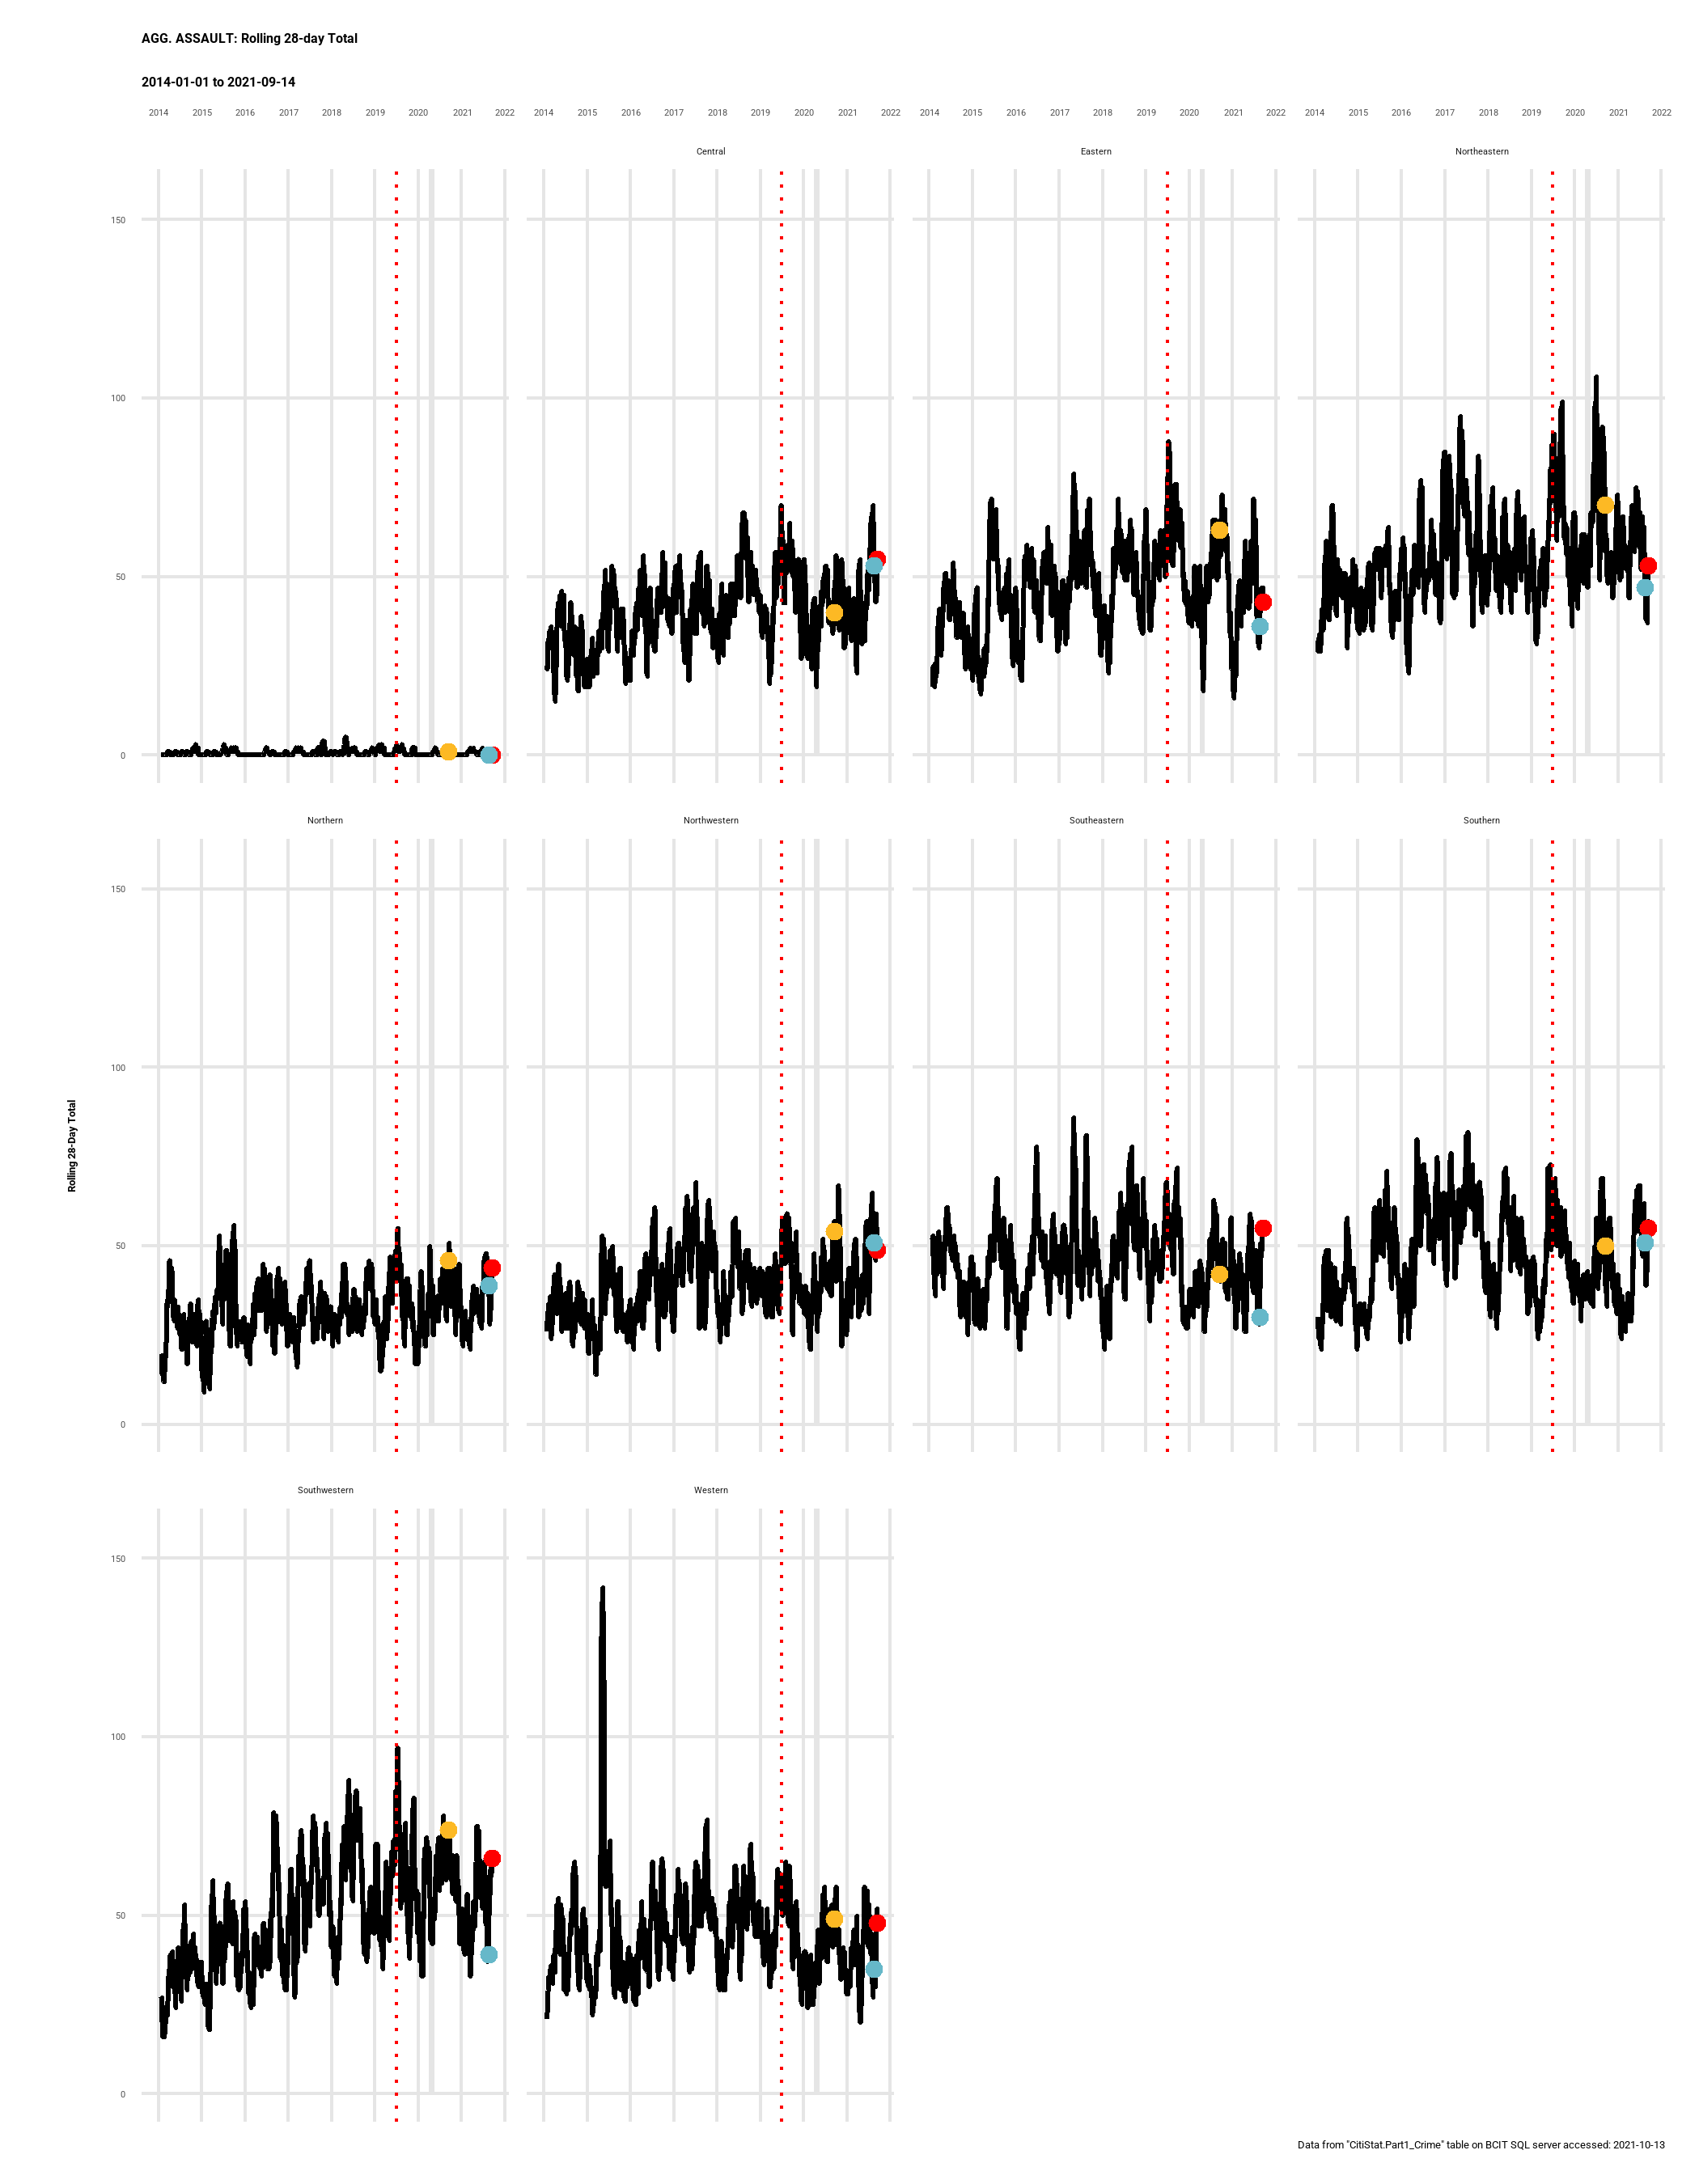 AGG. ASSAULT: Rolling 28-day Total
2014-01-01 to 2021-09-14
2014 2015 2016 2017 2018 2019 2020 2021 2022 2014 2015 2016 2017 2018 2019 2020 2021 2022 2014 2015 2016 2017 2018 2019 2020 2021 2022 2014 2015 2016 2017 2018 2019 2020 2021 2022
Central Eastern Northeastern
150
100
50
0
Northern Northwestern Southeastern Southern
150
100
50
0
Rolling 28-Day Total
Southwestern Western
150
100
50
0
Data from "CitiStat.Part1_Crime" table on BCIT SQL server accessed: 2021-10-13